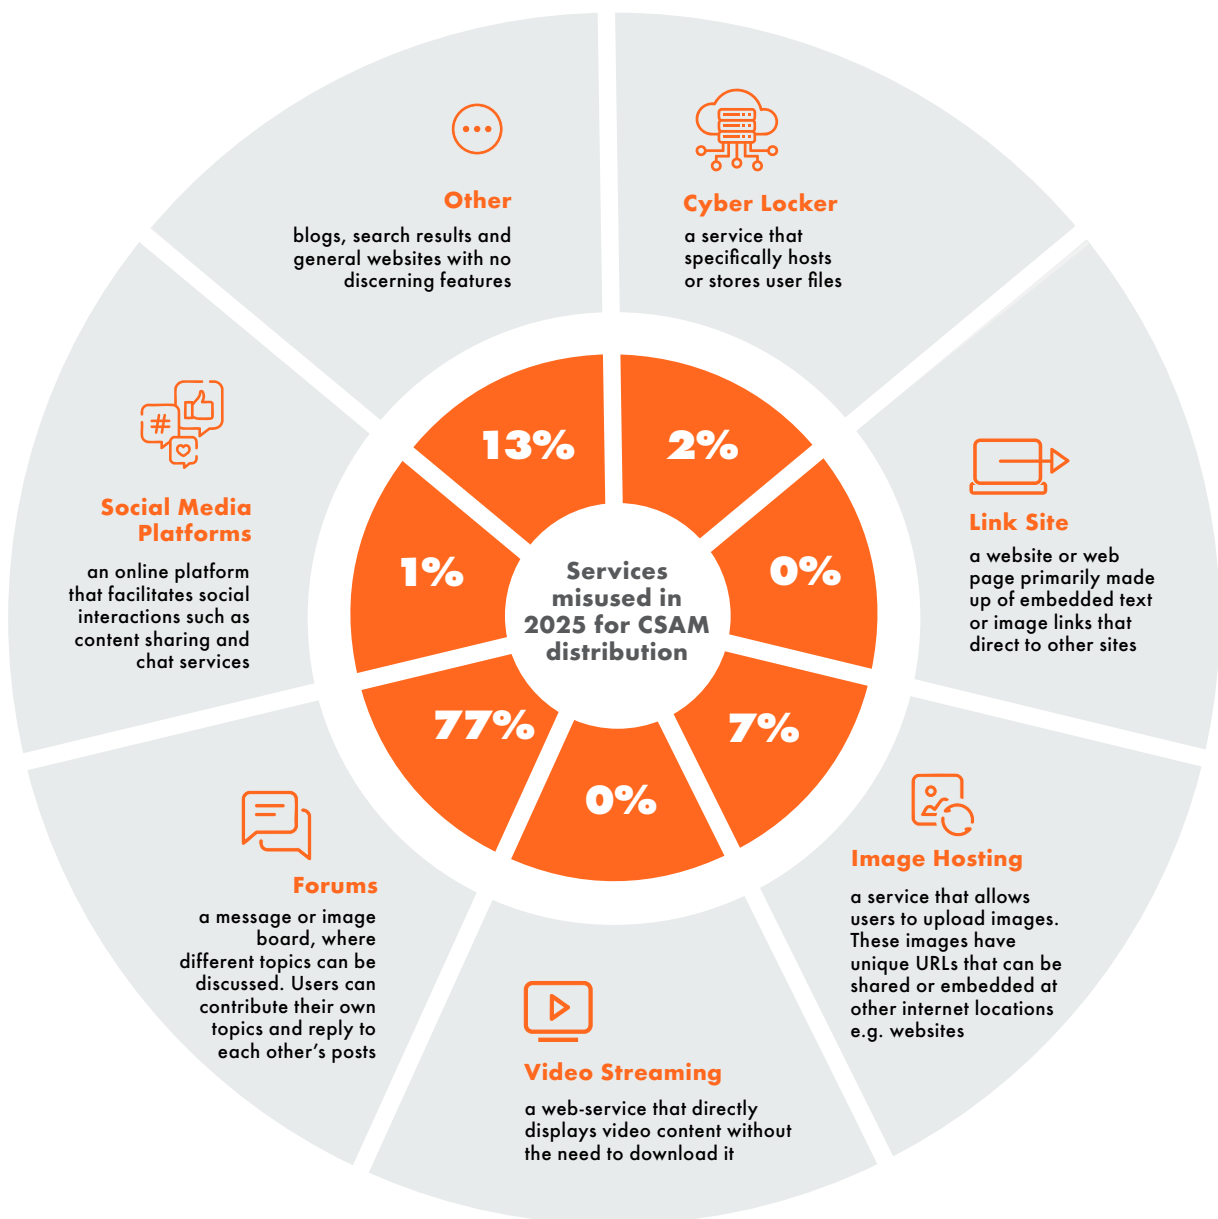 Services
misused in
2025 for CSAM
distribution
Cyber Locker
a service that
specifically hosts
or stores user files
2%
Link Site
a website or web
page primarily made
up of embedded text
or image links that
direct to other sites
0%
Image Hosting
a service that allows
users to upload images.
These images have
unique URLs that can be
shared or embedded at
other internet locations
e.g. websites
7%
Video Streaming
a web-service that directly
displays video content without
the need to download it
0%
Forums
a message or image
board, where
different topics can be
discussed. Users can
contribute their own
topics and reply to
each other’s posts
77%
Social Media
Platforms
an online platform
that facilitates social
interactions such as
content sharing and
chat services
1%
Other
blogs, search results and
general websites with no
discerning features
13%
#